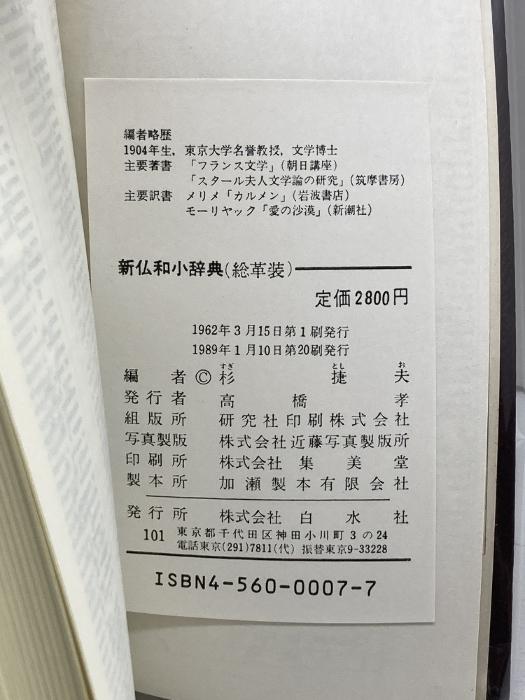 編者略歴
1904年生，東京大学名誉教授，文学博士
主要著書 「フランス文学」（朝日講座）
「スタール夫人文学論の研究」（筑摩書房）
主要訳書 メリメ「カルメン」（岩波書店）
モーリヤック「愛の沙漠」（新潮社）
新仏和小辞典（総革装）
定価2800円
1962年3月15日第1刷発行
1989年1月10日第20刷発行
すぎ とし お
編者 © 杉 捷夫
発行者 高橋孝
組版所 研究社印刷株式会社
写真製版 株式会社近藤写真製版所
印刷所 株式会社集美堂
製本所 加瀬製本有限会社
発行所 株式会社白水社
101 東京都千代田区神田小川町3の24
電話東京(291)7811(代) 振替東京9-33228
ISBN4-560-0007-7